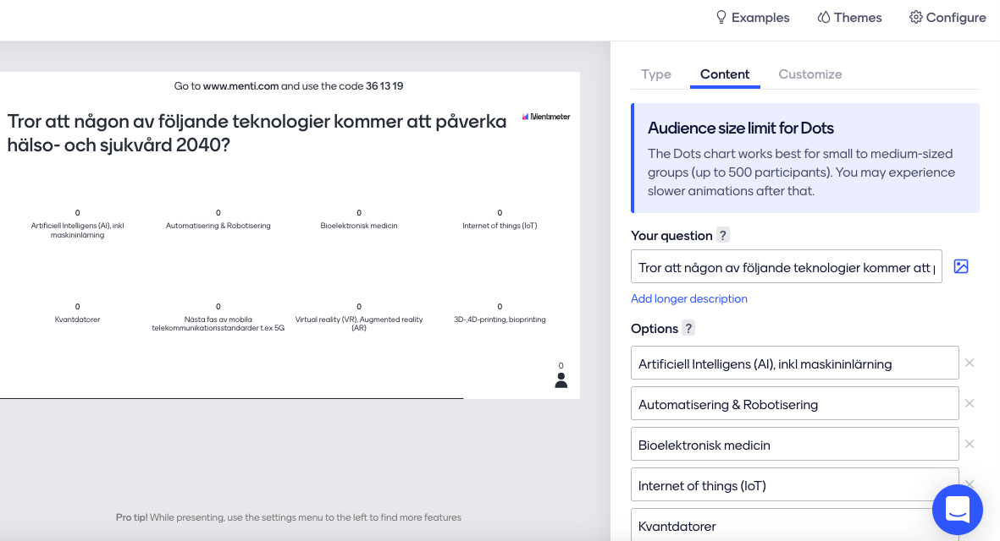 Examples
Themes
Configure
Go to www.menti.com and use the code 36 13 19
Tror att någon av följande teknologier kommer att påverka
hälso- och sjukvård 2040?
Mentimeter
0
0
0
0
Artificiell Intelligens (AI), inkl
maskininlärning
Automatisering & Robotisering
Bioelektronisk medicin
Internet of things (IoT)
0
0
0
0
Kvantdatorer
Nästa fas av mobila
telekommunikationsstandarder t.ex 5G
Virtual reality (VR), Augmented reality
(AR)
3D-,4D-printing, bioprinting
0
Pro tip! While presenting, use the settings menu to the left to find more features
Type
Content
Customize
Audience size limit for Dots
The Dots chart works best for small to medium-sized
groups (up to 500 participants). You may experience
slower animations after that.
Your question ?
Tror att någon av följande teknologier kommer att
Add longer description
Options ?
Artificiell Intelligens (AI), inkl maskininlärning
Automatisering & Robotisering
Bioelektronisk medicin
Internet of things (IoT)
Kvantdatorer